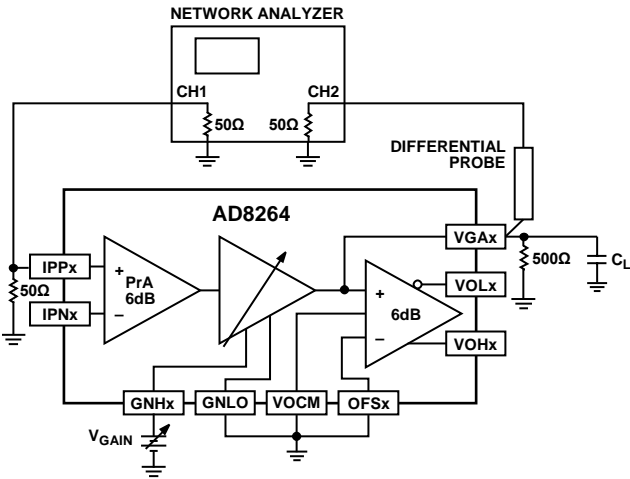 NETWORK ANALYZER
CH1
CH2
50Ω
50Ω
DIFFERENTIAL
PROBE
AD8264
VGAx
IPPx
50Ω
IPNx
+
PrA
6dB
–
+
6dB
–
VOLx
VOHx
500Ω
CL
GNHx
GNLO
VOCM
OFSx
VGAIN